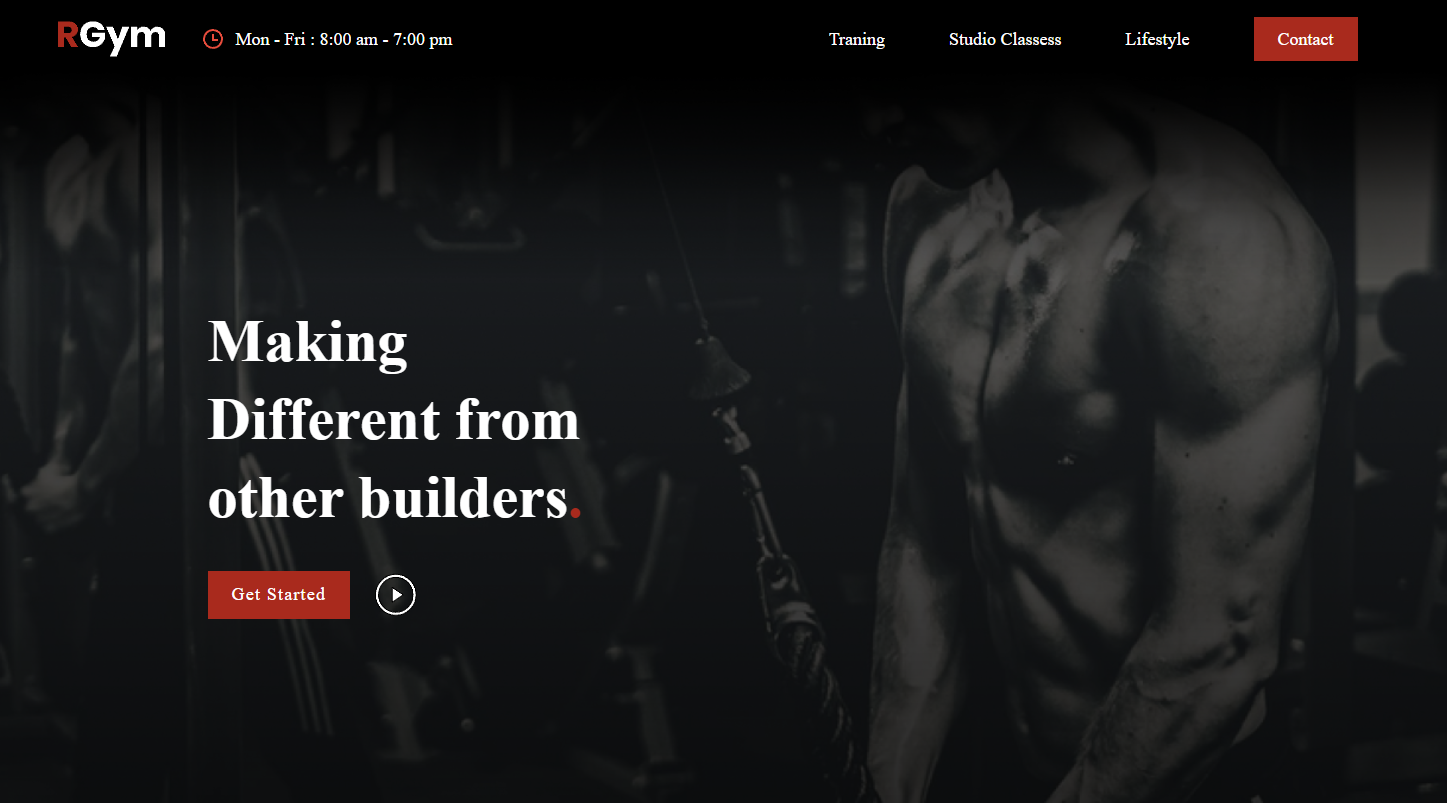 RGym
Mon - Fri : 8:00 am - 7:00 pm
Traning
Studio Classess
Lifestyle
Contact
Making
Different from
other builders.
Get Started